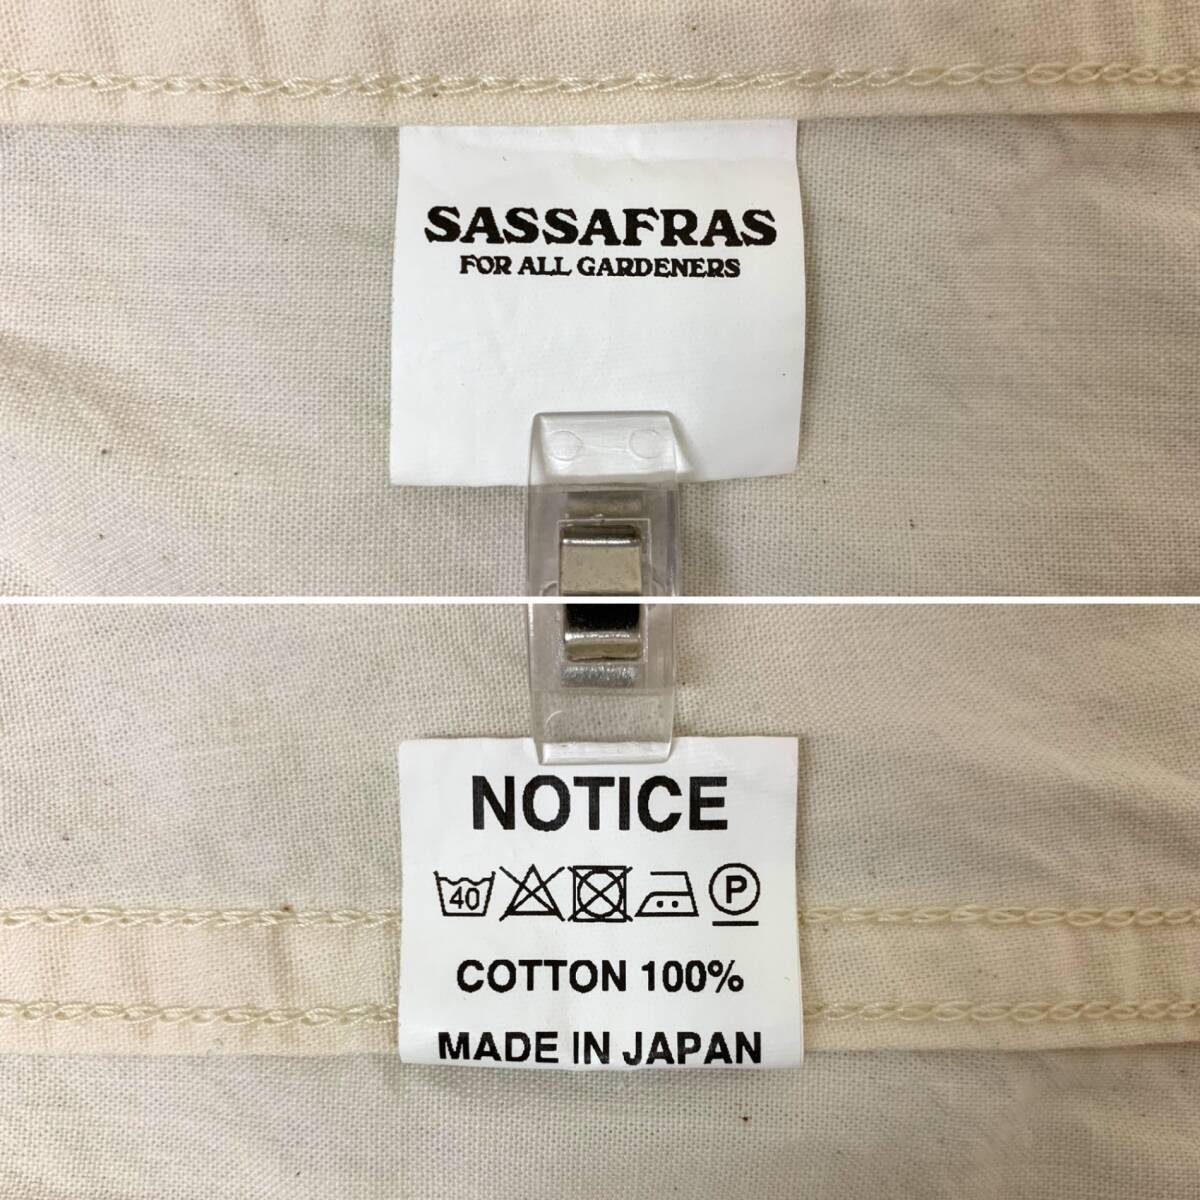 SASSAFRAS
FOR ALL GARDENERS
NOTICE
40 P
COTTON 100%
MADE IN JAPAN